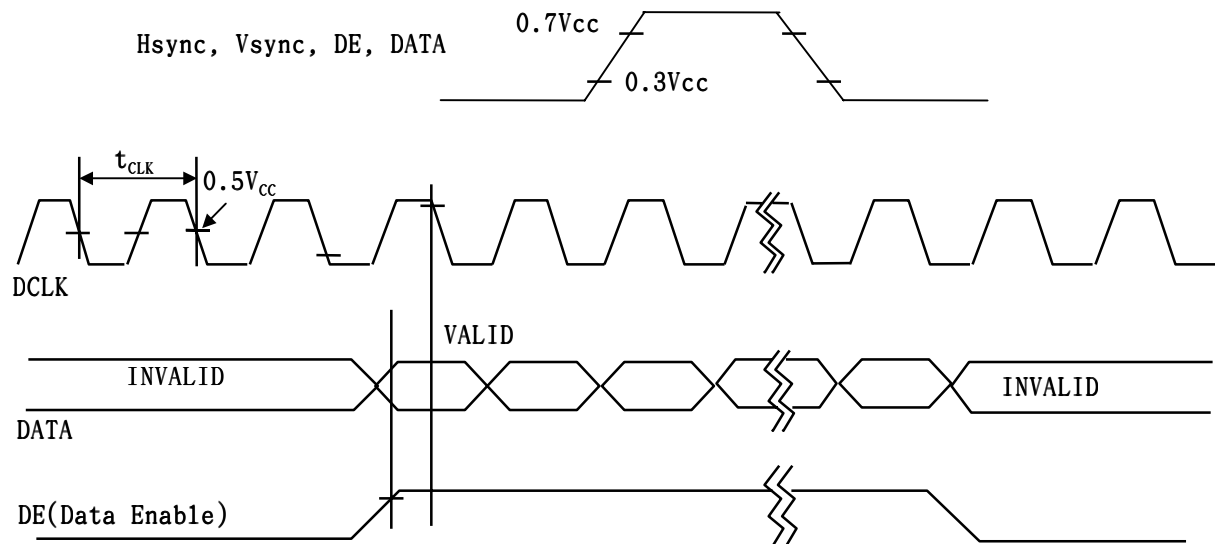 0.7Vcc
Hsync, Vsync, DE, DATA
0.3Vcc
tCLK
0.5VCC
DCLK
VALID
INVALID
INVALID
DATA
DE(Data Enable)